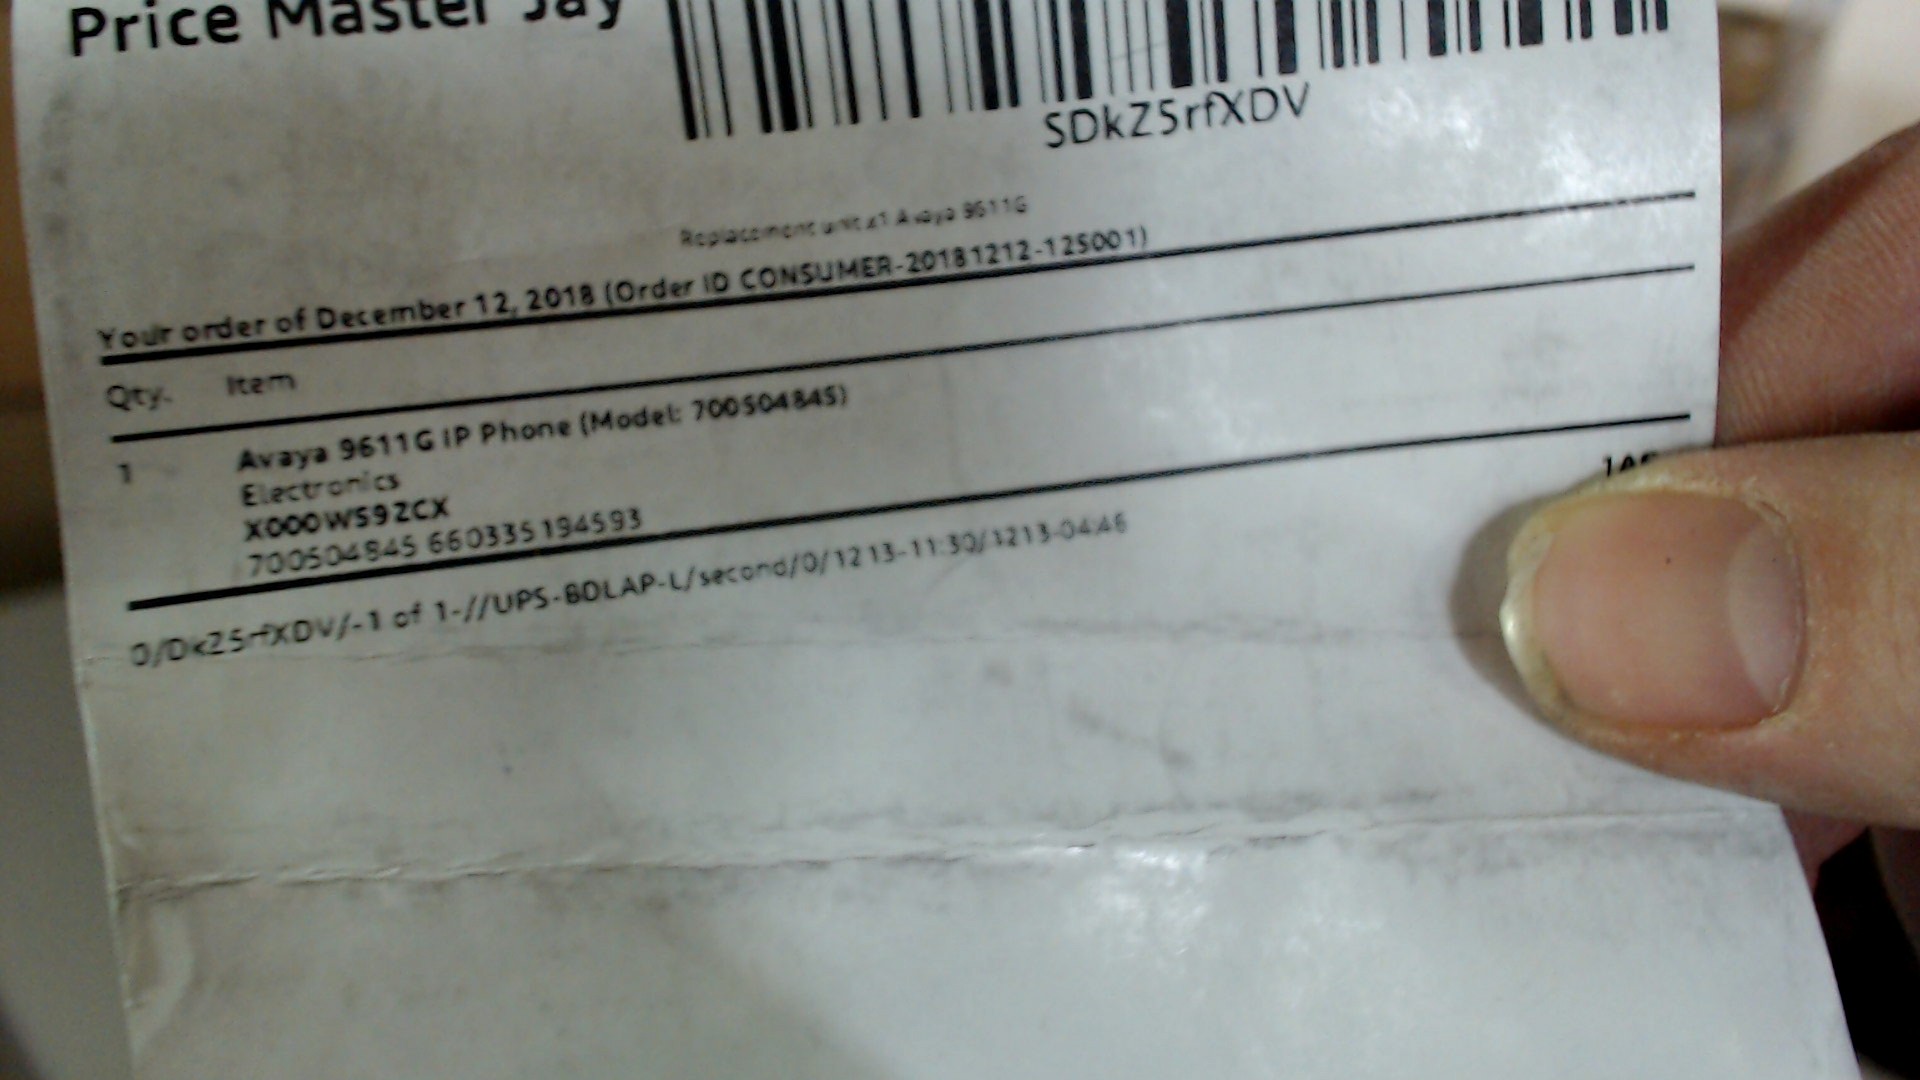 Price Master Jay
SDkZ5rfXDV
Replacement unit x1 Avaya 9611G
Your order of December 12, 2018 (Order ID CONSUMER-20181212-125001)
Qty. Item
1 Avaya 9611G IP Phone (Model: 700504845)
Electronics
X000WS9ZCX
700504845 660335194593
0/DkZ5rfXDV/-1 of 1-//UPS-BDLAP-L/second/0/1213-11:30/1213-04:46